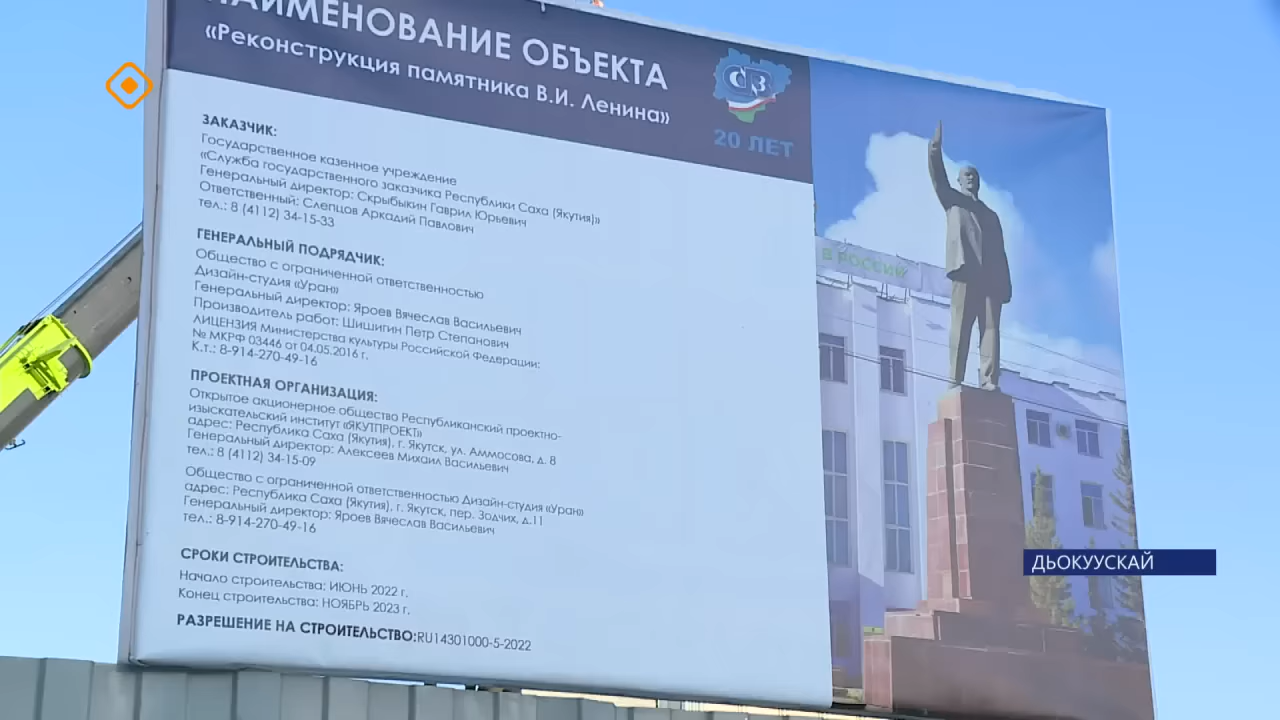 НАИМЕНОВАНИЕ ОБЪЕКТА
«Реконструкция памятника В.И. Ленина»
СВ
20 ЛЕТ
ЗАКАЗЧИК:
Государственное казенное учреждение
«Служба государственного заказчика Республики Саха (Якутия)»
Генеральный директор: Скрыбыкин Гаврил Юрьевич
Ответственный: Слепцов Аркадий Павлович
тел.: 8 (4112) 34-15-33
ГЕНЕРАЛЬНЫЙ ПОДРЯДЧИК:
Общество с ограниченной ответственностью
Дизайн-студия «Уран»
Генеральный директор: Яроев Вячеслав Васильевич
Производитель работ: Шишигин Петр Степанович
ЛИЦЕНЗИЯ Министерства культуры Российской Федерации:
№ МКРФ 03446 от 04.05.2016 г.
К.т.: 8-914-270-49-16
ПРОЕКТНАЯ ОРГАНИЗАЦИЯ:
Открытое акционерное общество Республиканский проектно-
изыскательский институт «ЯКУТПРОЕКТ»
адрес: Республика Саха (Якутия), г. Якутск, ул. Аммосова, д. 8
Генеральный директор: Алексеев Михаил Васильевич
тел.: 8 (4112) 34-15-09
Общество с ограниченной ответственностью Дизайн-студия «Уран»
адрес: Республика Саха (Якутия), г. Якутск, пер. Зодчих, д.11
Генеральный директор: Яроев Вячеслав Васильевич
тел.: 8-914-270-49-16
СРОКИ СТРОИТЕЛЬСТВА:
Начало строительства: ИЮНЬ 2022 г.
Конец строительства: НОЯБРЬ 2023 г.
РАЗРЕШЕНИЕ НА СТРОИТЕЛЬСТВО:RU14301000-5-2022
В РОССИИ
ДЬОКУУСКАЙ